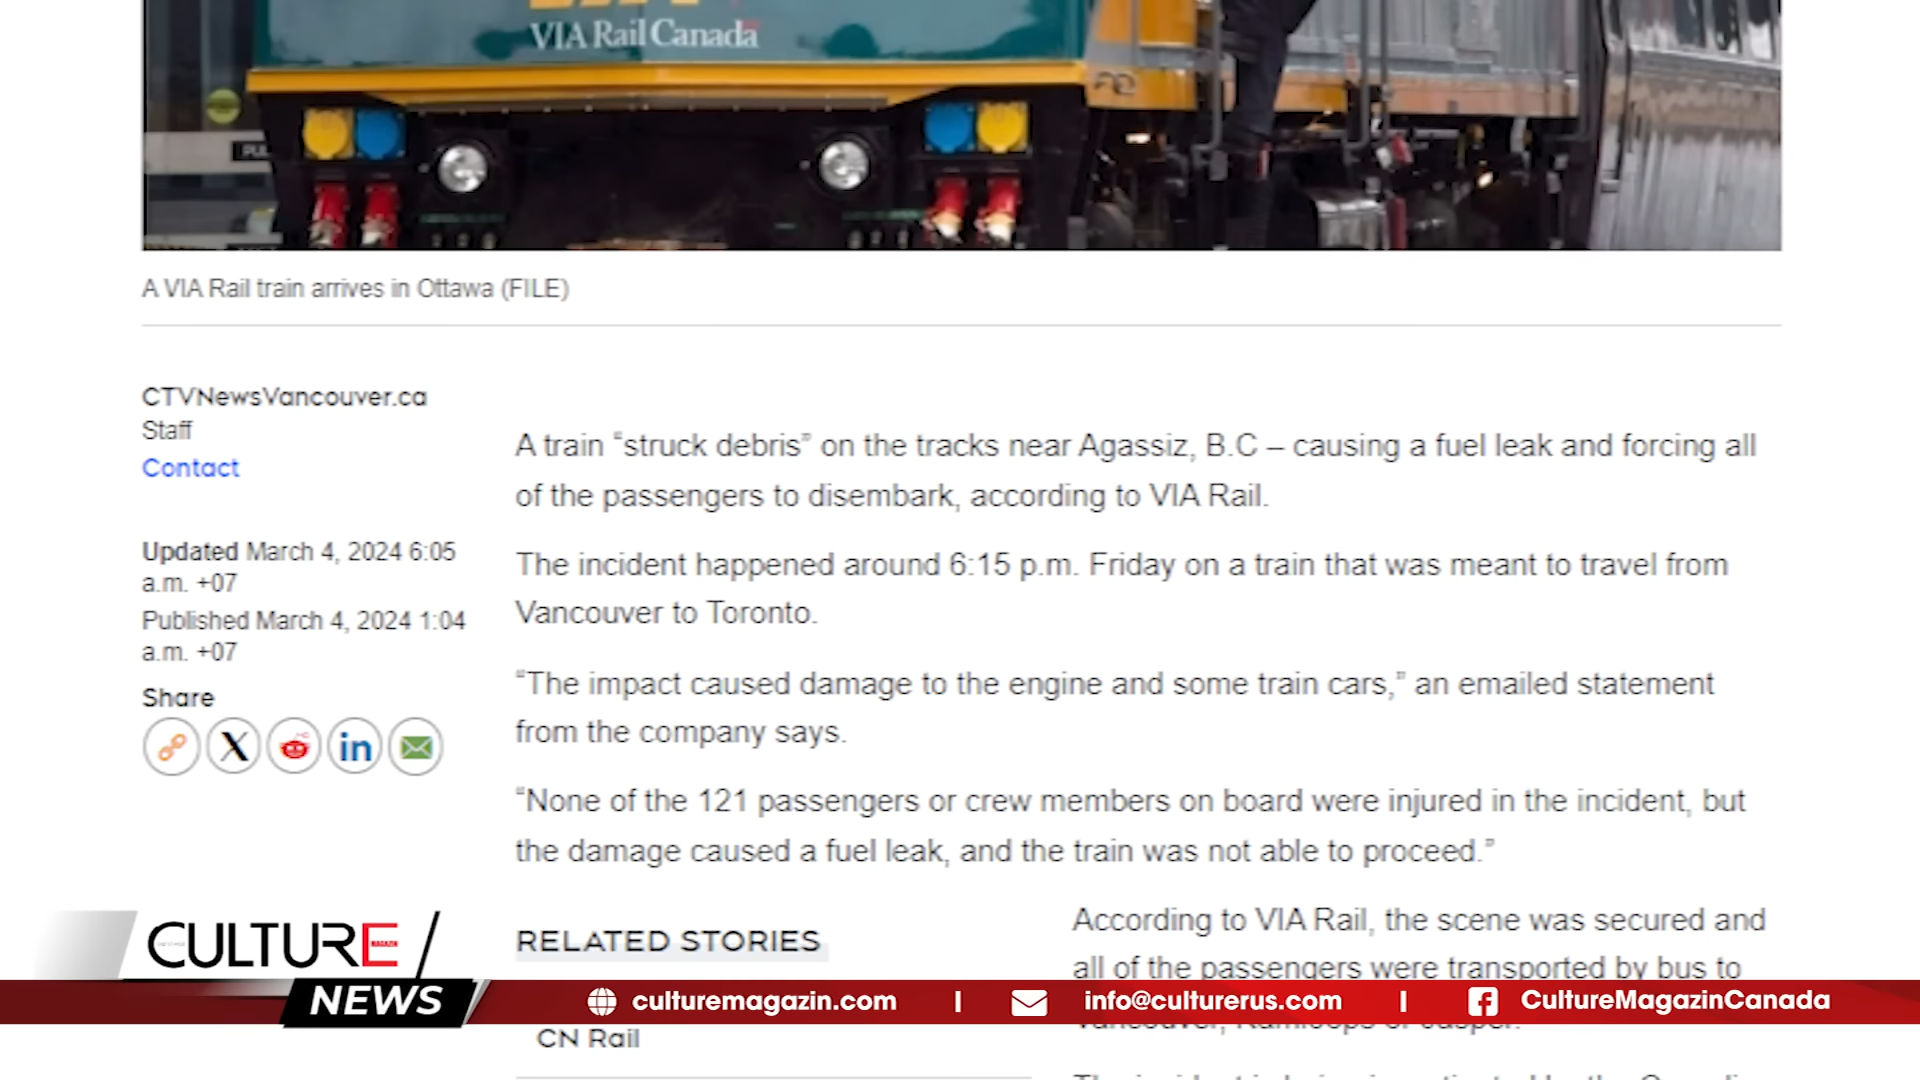 VIA Rail Canada
A VIA Rail train arrives in Ottawa (FILE)
CTVNewsVancouver.ca
Staff
Contact
Updated March 4, 2024 6:05
a.m. +07
Published March 4, 2024 1:04
a.m. +07
Share
A train “struck debris” on the tracks near Agassiz, B.C – causing a fuel leak and forcing all
of the passengers to disembark, according to VIA Rail.
The incident happened around 6:15 p.m. Friday on a train that was meant to travel from
Vancouver to Toronto.
“The impact caused damage to the engine and some train cars,” an emailed statement
from the company says.
“None of the 121 passengers or crew members on board were injured in the incident, but
the damage caused a fuel leak, and the train was not able to proceed.”
RELATED STORIES
CN Rail
According to VIA Rail, the scene was secured and
all of the passengers were transported by bus to
Vancouver, Kamloops or Jasper.
CULTURE
MAGAZIN
NEWS
culturemagazin.com | info@culturerus.com | CultureMagazinCanada